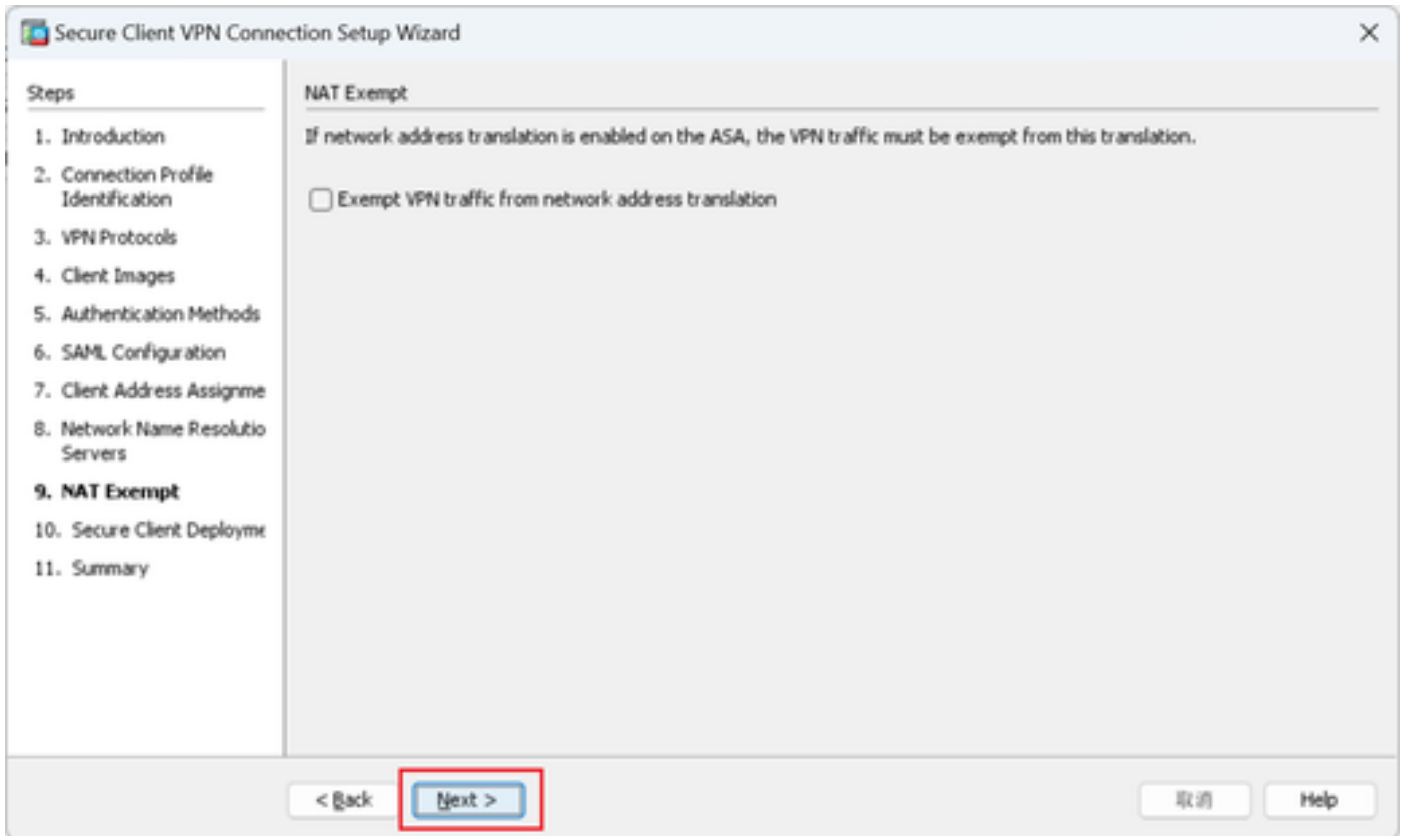 Secure Client VPN Connection Setup Wizard
Steps
1. Introduction
2. Connection Profile
Identification
3. VPN Protocols
4. Client Images
5. Authentication Methods
6. SAML Configuration
7. Client Address Assignme
8. Network Name Resolutio
Servers
9. NAT Exempt
10. Secure Client Deployme
11. Summary
NAT Exempt
If network address translation is enabled on the ASA, the VPN traffic must be exempt from this translation.
Exempt VPN traffic from network address translation
< Back
Next >
取消
Help